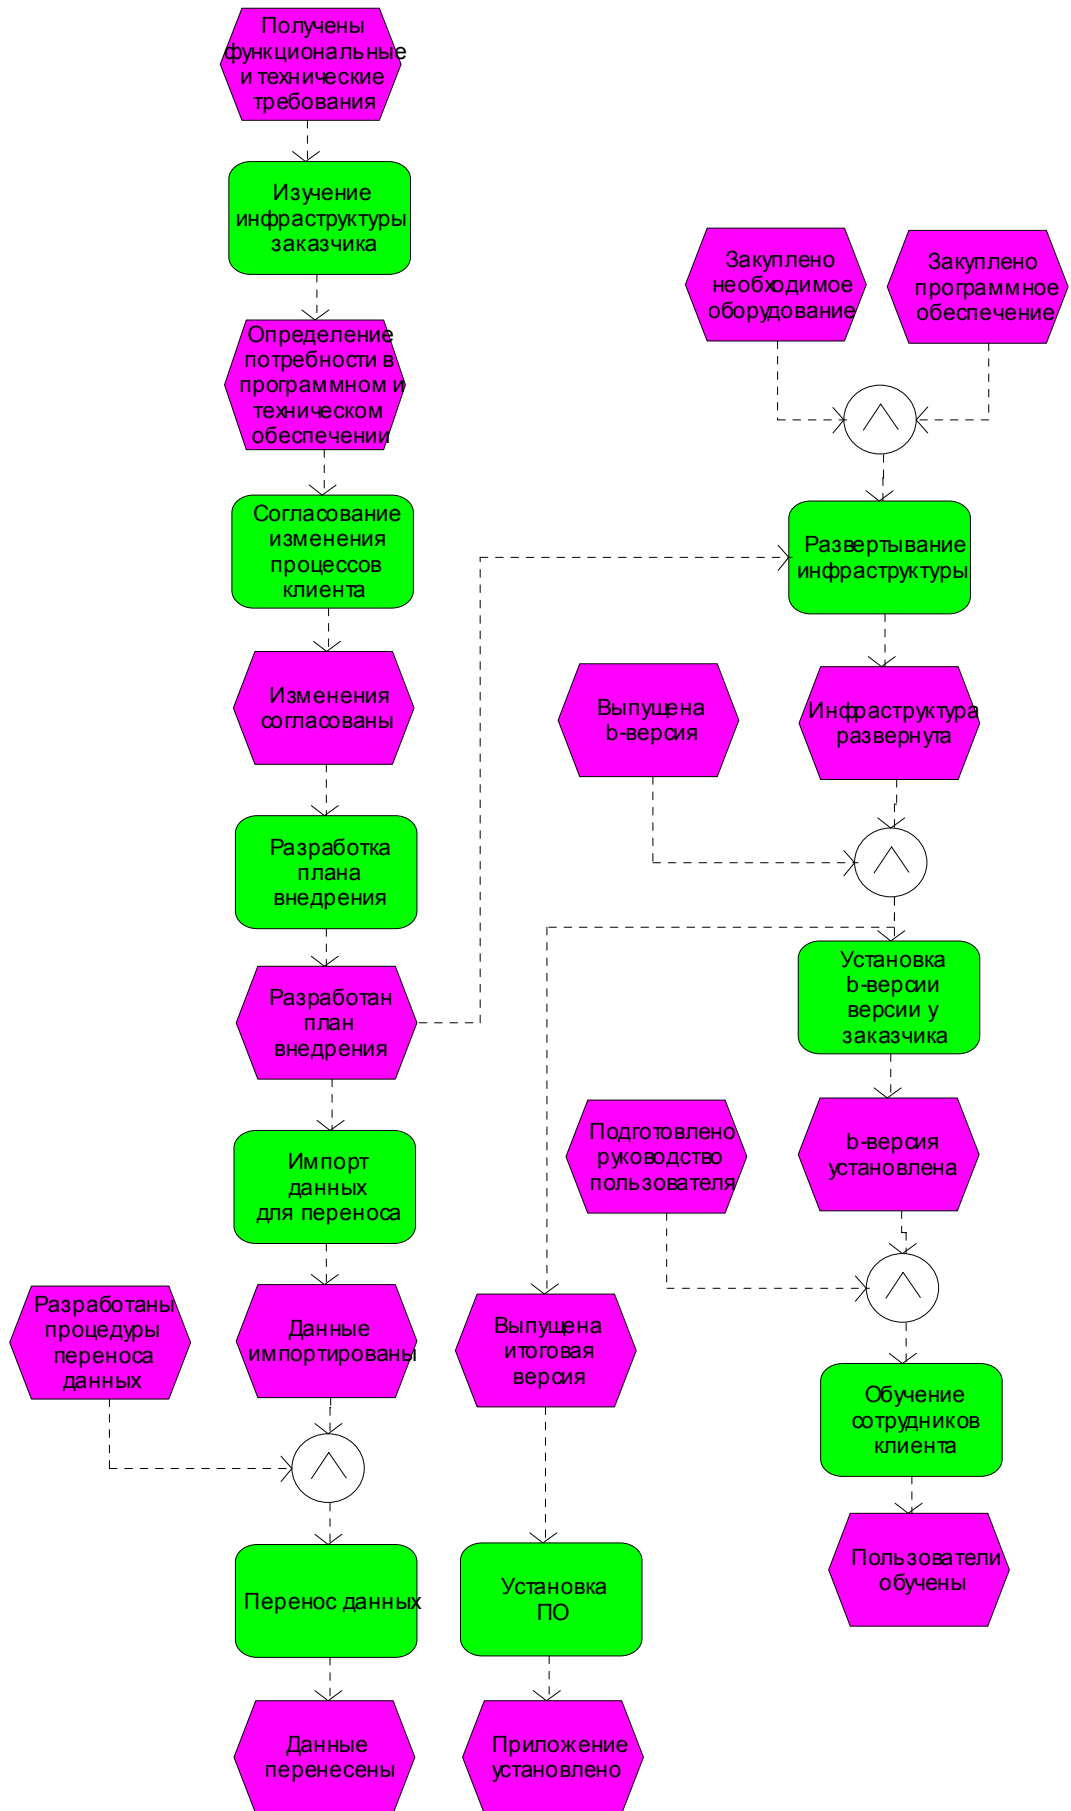 Получены
функциональные
и технические
требования
Изучение
инфраструктуры
заказчика
Определение
потребности в
программном и
техническом
обеспечении
Согласование
изменения
процессов
клиента
Изменения
согласованы
Разработка
плана
внедрения
Разработан
план
внедрения
Импорт
данных
для переноса
Разработаны
процедуры
переноса
данных
Данные
импортированы
Перенос данных
Данные
перенесены
Закуплено
необходимое
оборудование
Закуплено
программное
обеспечение
Развертывание
инфраструктуры
Выпущена
b-версия
Инфраструктура
развернута
Установка
b-версии
версии у
заказчика
Подготовлено
руководство
пользователя
b-версия
установлена
Выпущена
итоговая
версия
Обучение
сотрудников
клиента
Установка
ПО
Пользователи
обучены
Приложение
установлено